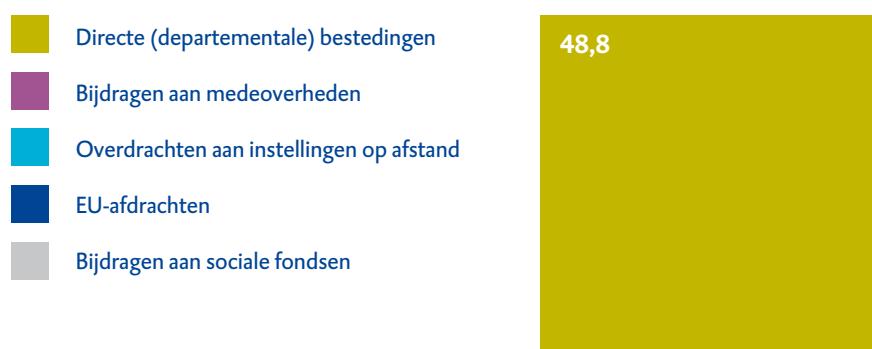 Directe (departementale) bestedingen
Bijdragen aan medeoverheden
Overdrachten aan instellingen op afstand
EU-afdrachten
Bijdragen aan sociale fondsen
48,8